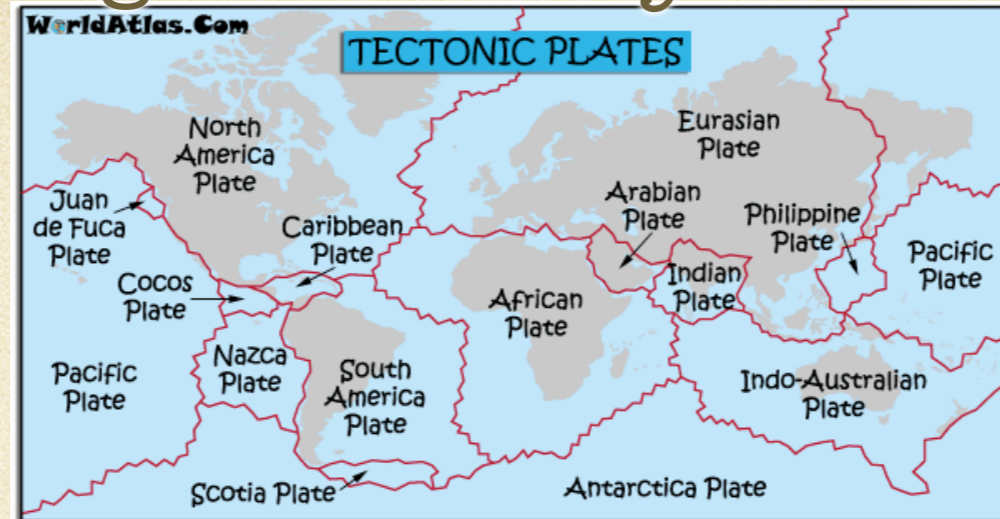 WorldAtlas.Com
TECTONIC PLATES
North
America
Plate
Eurasian
Plate
Juan
de Fuca
Plate
Caribbean
Plate
Arabian
Plate
Philippine
Plate
Pacific
Plate
Cocos
Plate
Indian
Plate
African
Plate
Nazca
Plate
Pacific
Plate
South
America
Plate
Indo-Australian
Plate
Scotia Plate
Antarctica Plate